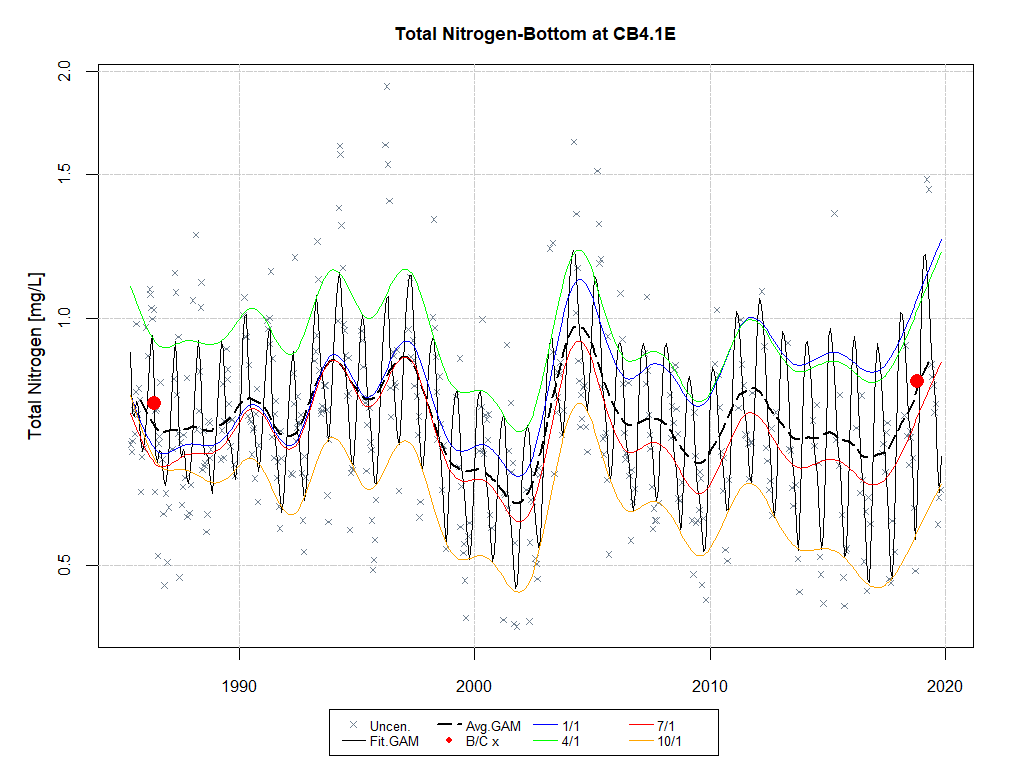 Total Nitrogen-Bottom at CB4.1E
Total Nitrogen [mg/L]
2.0
1.5
1.0
0.5
1990 2000 2010 2020
Uncen. Avg.GAM 1/1 7/1
Fit.GAM B/C x 4/1 10/1